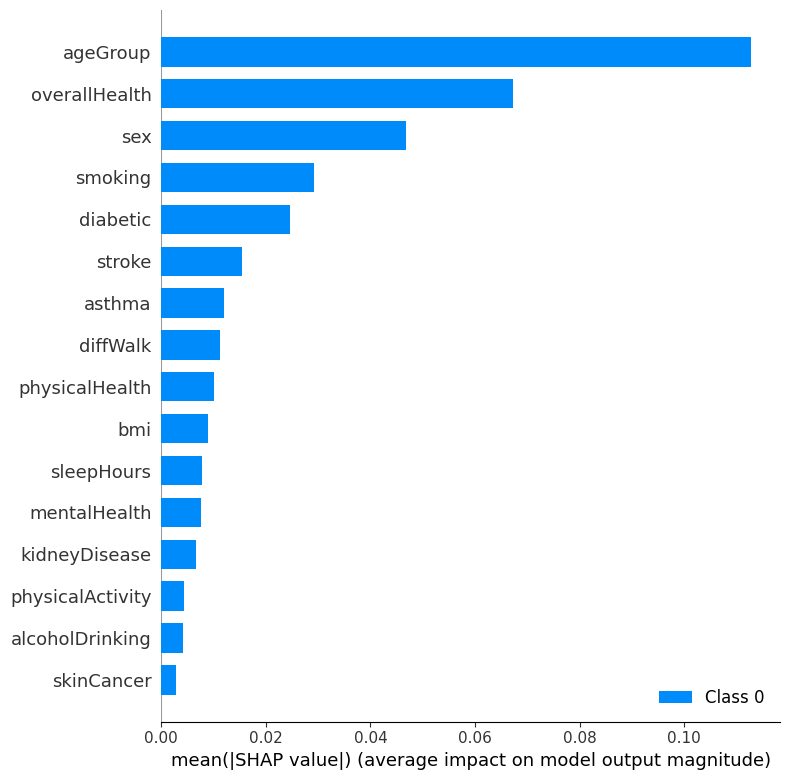 ageGroup
overallHealth
sex
smoking
diabetic
stroke
asthma
diffWalk
physicalHealth
bmi
sleepHours
mentalHealth
kidneyDisease
physicalActivity
alcoholDrinking
skinCancer
Class 0
0.00 0.02 0.04 0.06 0.08 0.10
mean(|SHAP value|) (average impact on model output magnitude)